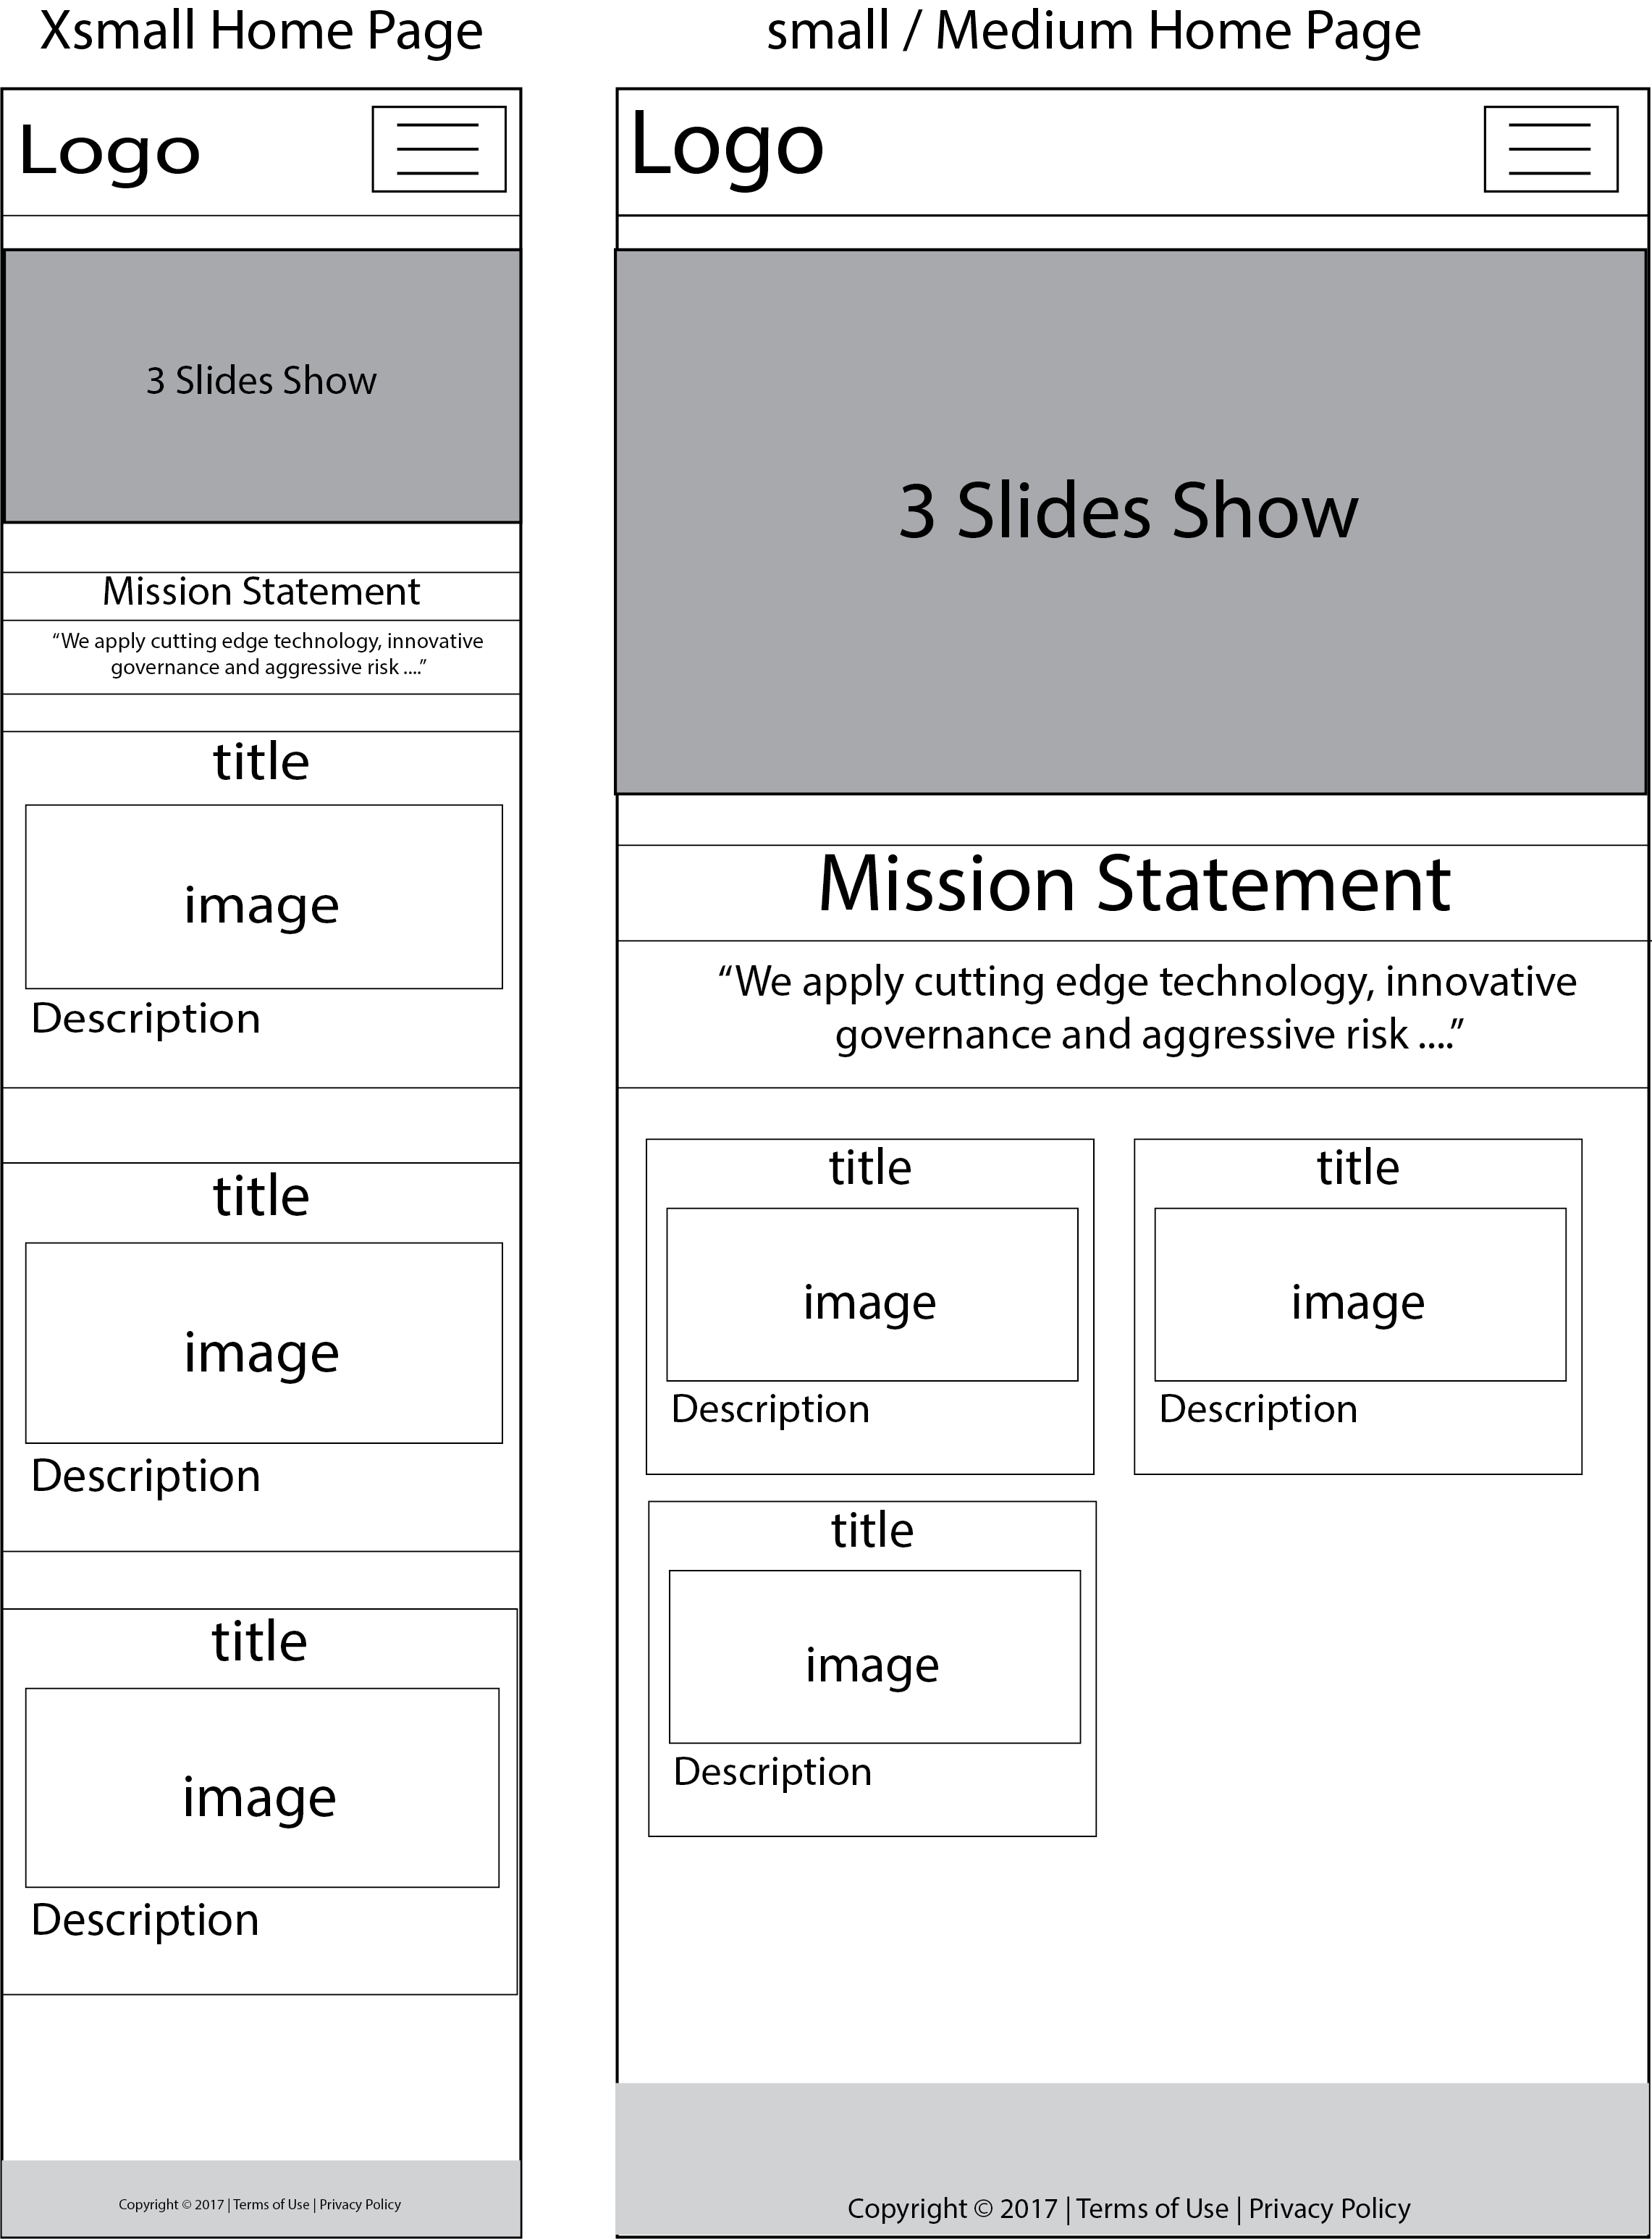 Xsmall Home Page
Logo
3 Slides Show
Mission Statement
“We apply cutting edge technology, innovative
governance and aggressive risk ....”
title
image
Description
title
image
Description
title
image
Description
Copyright © 2017 | Terms of Use | Privacy Policy
small / Medium Home Page
Logo
3 Slides Show
Mission Statement
“We apply cutting edge technology, innovative
governance and aggressive risk ....”
title
image
Description
title
image
Description
title
image
Description
Copyright © 2017 | Terms of Use | Privacy Policy